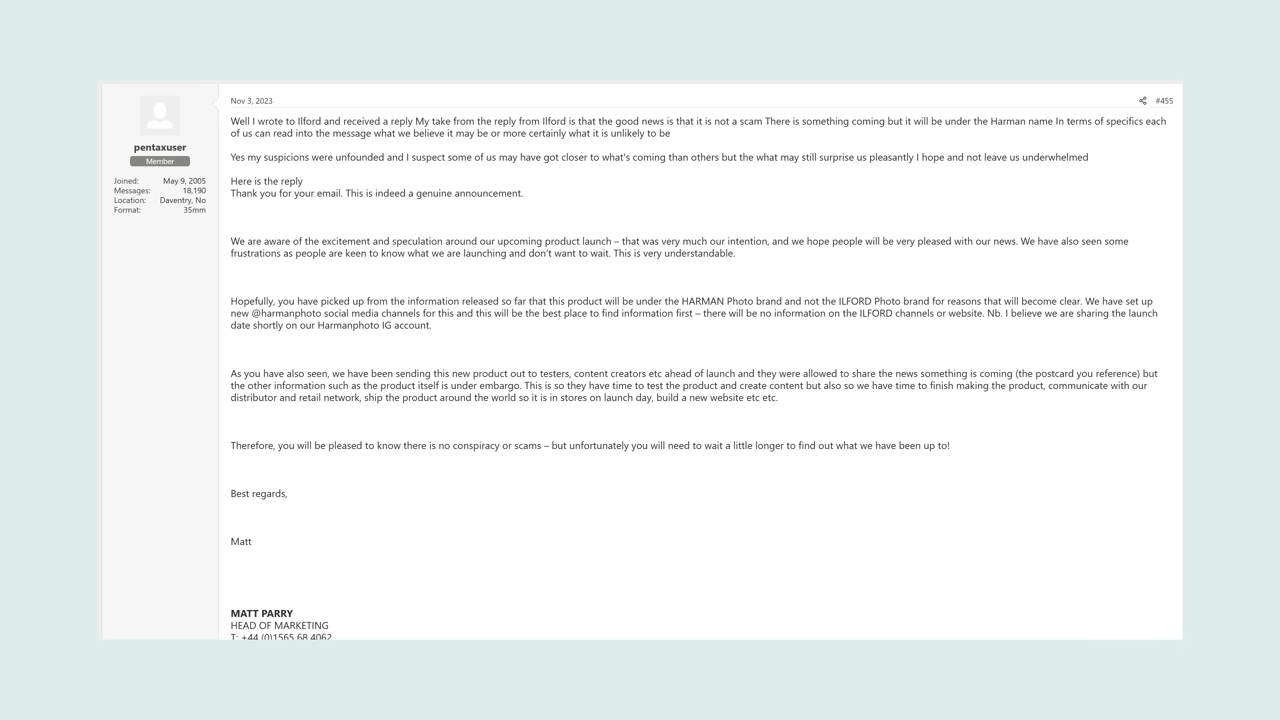 Nov 3, 2023
#455
pentaxuser
Member
Joined: May 9, 2005
Messages: 18,190
Location: Daventry, No
Format: 35mm
Well I wrote to Ilford and received a reply My take from the reply from Ilford is that the good news is that it is not a scam There is something coming but it will be under the Harman name In terms of specifics each
of us can read into the message what we believe it may be or more certainly what it is unlikely to be
Yes my suspicions were unfounded and I suspect some of us may have got closer to what's coming than others but the what may still surprise us pleasantly I hope and not leave us underwhelmed
Here is the reply
Thank you for your email. This is indeed a genuine announcement.
We are aware of the excitement and speculation around our upcoming product launch – that was very much our intention, and we hope people will be very pleased with our news. We have also seen some
frustrations as people are keen to know what we are launching and don't want to wait. This is very understandable.
Hopefully, you have picked up from the information released so far that this product will be under the HARMAN Photo brand and not the ILFORD Photo brand for reasons that will become clear. We have set up
new @harmanphoto social media channels for this and this will be the best place to find information first – there will be no information on the ILFORD channels or website. Nb. I believe we are sharing the launch
date shortly on our Harmanphoto IG account.
As you have also seen, we have been sending this new product out to testers, content creators etc ahead of launch and they were allowed to share the news something is coming (the postcard you reference) but
the other information such as the product itself is under embargo. This is so they have time to test the product and create content but also so we have time to finish making the product, communicate with our
distributor and retail network, ship the product around the world so it is in stores on launch day, build a new website etc etc.
Therefore, you will be pleased to know there is no conspiracy or scams – but unfortunately you will need to wait a little longer to find out what we have been up to!
Best regards,
Matt
MATT PARRY
HEAD OF MARKETING
T: +44 (0)1565 68 4062